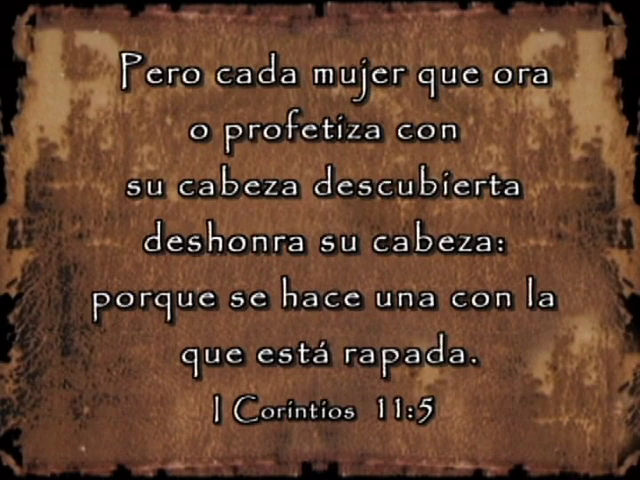 Pero cada mujer que ora
o profetiza con
su cabeza descubierta
deshonra su cabeza:
porque se hace una con la
que está rapada.
I Corintios 11:5